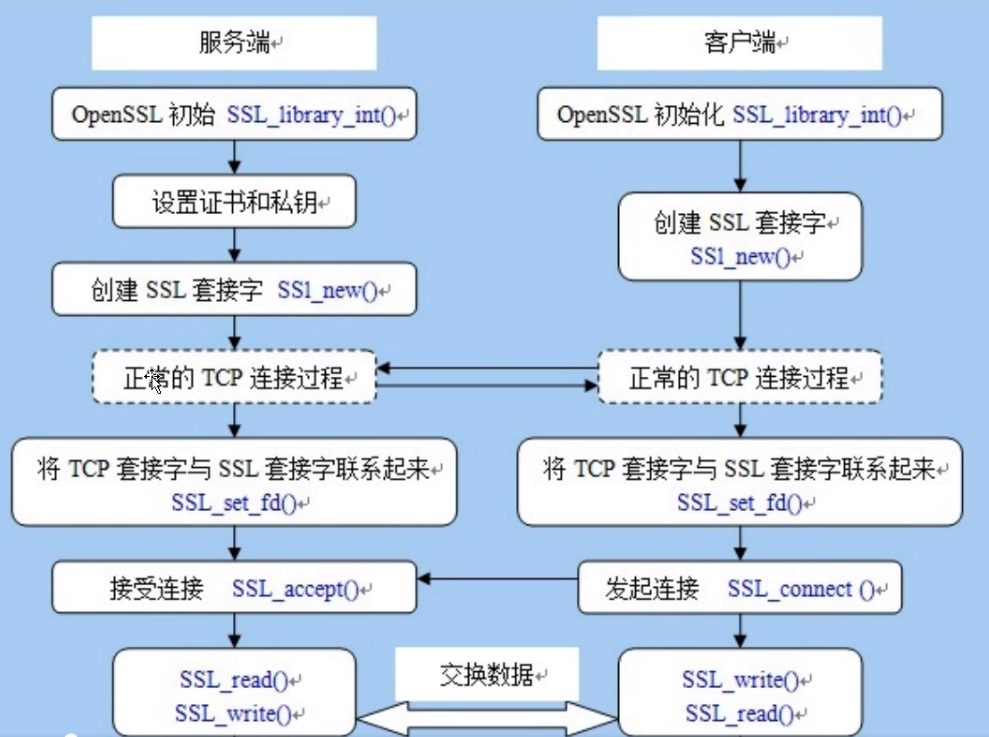 服务端
客户端
OpenSSL 初始 SSL_library_int()
OpenSSL 初始化 SSL_library_int()
设置证书和私钥
创建 SSL 套接字
SSl_new()
创建 SSL 套接字 SSl_new()
正常的 TCP 连接过程
正常的 TCP 连接过程
将 TCP 套接字与 SSL 套接字联系起来
SSL_set_fd()
将 TCP 套接字与 SSL 套接字联系起来
SSL_set_fd()
接受连接 SSL_accept()
发起连接 SSL_connect ()
SSL_read()
SSL_write()
交换数据
SSL_write()
SSL_read()